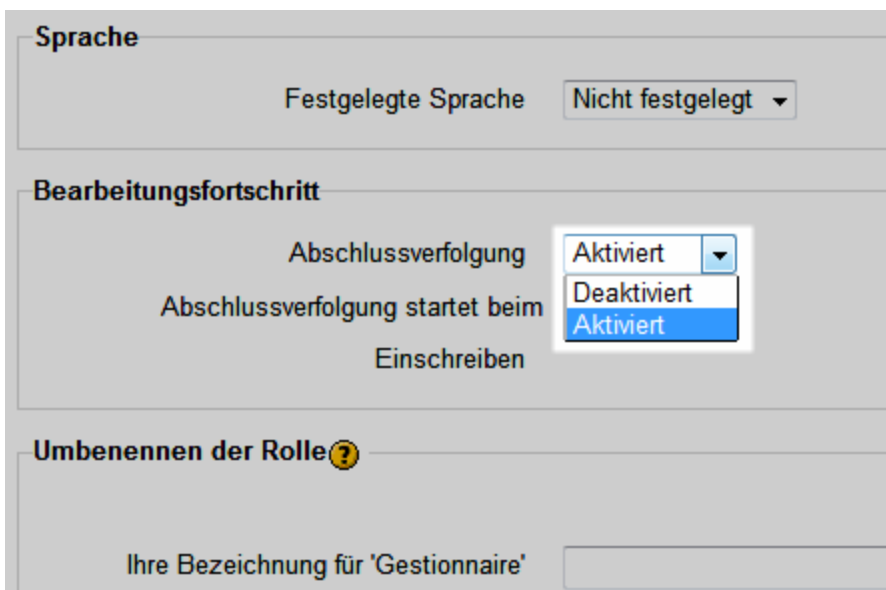 Sprache
Festgelegte Sprache Nicht festgelegt
Bearbeitungsfortschritt
Abschlussverfolgung Aktiviert
Deaktiviert
Abschlussverfolgung startet beim
Aktiviert
Einschreiben
Umbenennen der Rolle?
Ihre Bezeichnung für 'Gestionnaire'